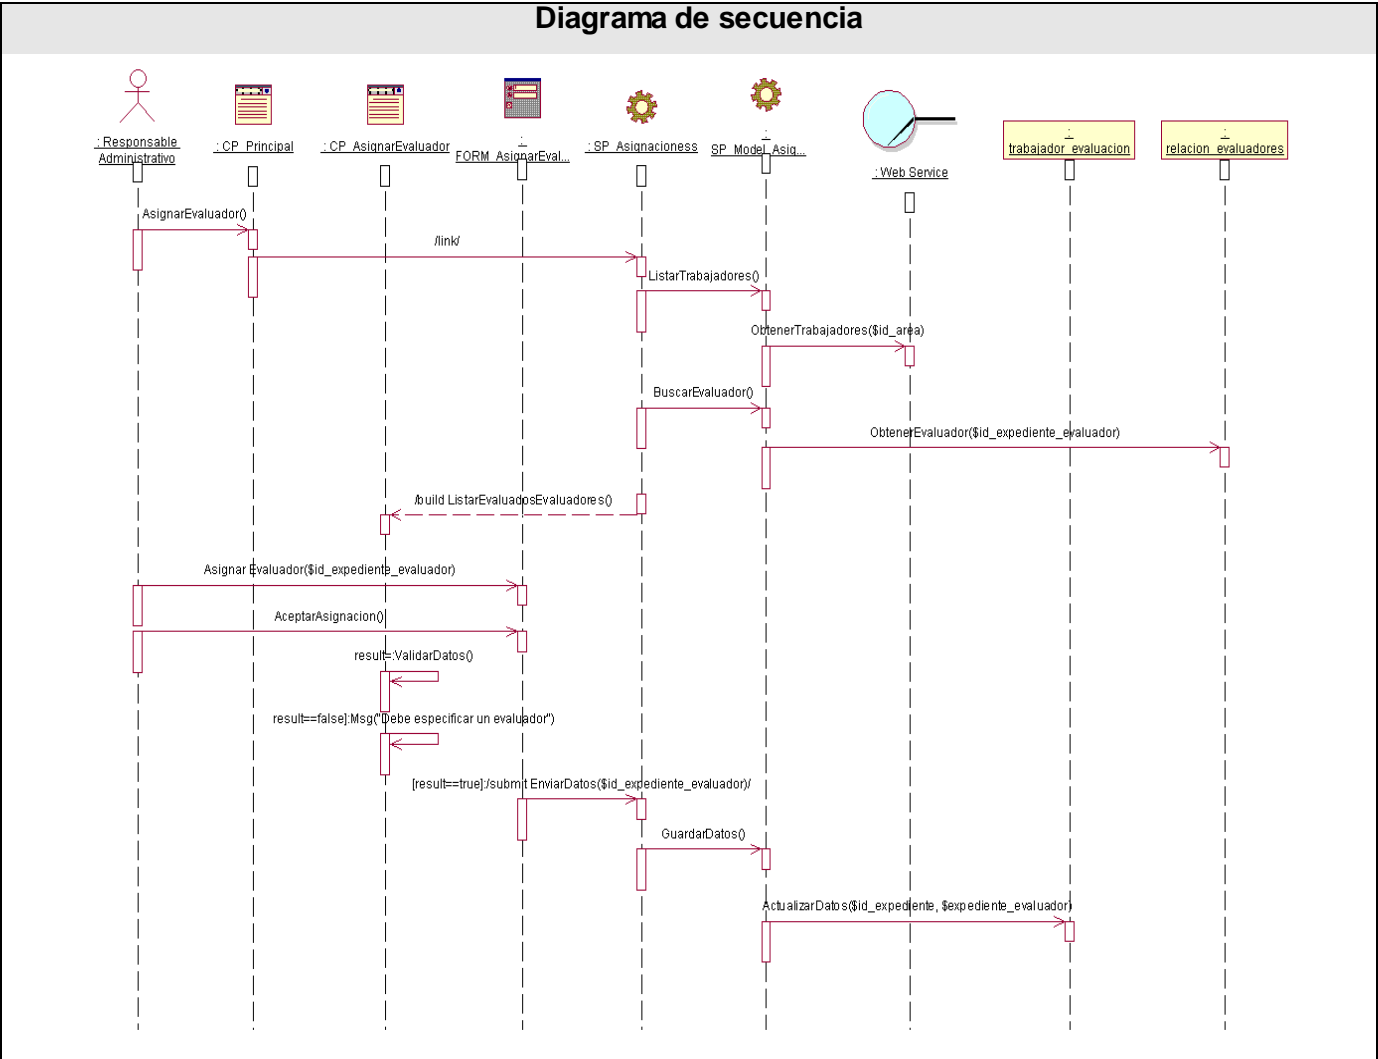 Diagrama de secuencia
: Responsable
Administrativo
: CP_Principal
: CP_AsignarEvaluador
:
FORM_AsignarEval...
: SP_Asignacioness
:
SP_Model_Asig...
: Web Service
:
trabajador_evaluacion
:
relacion_evaluadores
AsignarEvaluador()
/link/
ListarTrabajadores()
ObtenerTrabajadores($id_area)
BuscarEvaluador()
ObtenerEvaluador($id_expediente_evaluador)
/build ListarEvaluadosEvaluadores()
Asignar Evaluador($id_expediente_evaluador)
AceptarAsignacion()
result=:ValidarDatos()
result==false]:Msg("Debe especificar un evaluador")
[result==true]:/submit EnviarDatos($id_expediente_evaluador)/
GuardarDatos()
ActualizarDatos($id_expediente, $expediente_evaluador)